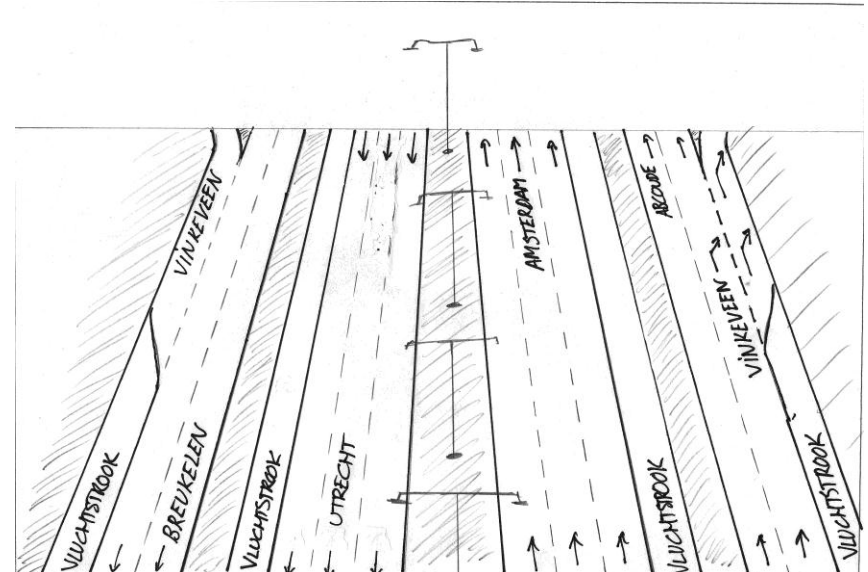 VINKEVEEN
AMSTERDAM
ABCOUDE
VINKEVEEN
VLUCHTSTROOK
BREUKELEN
VLUCHTSTROOK
UTRECHT
VLUCHTSTROOK
VLUCHTSTROOK